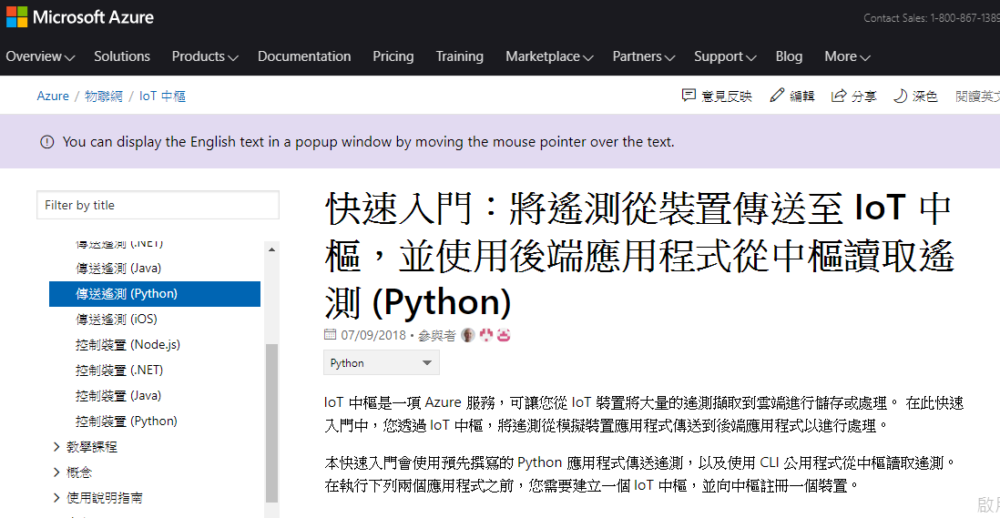 Microsoft Azure
Contact Sales: 1-800-867-1389
Overview Solutions Products Documentation Pricing Training Marketplace Partners Support Blog More
Azure / 物聯網 / IoT 中樞
意見反映 編輯 分享 深色 閱讀英文
You can display the English text in a popup window by moving the mouse pointer over the text.
Filter by title
傳送遙測 (.NET)
傳送遙測 (Java)
傳送遙測 (Python)
傳送遙測 (iOS)
控制裝置 (Node.js)
控制裝置 (.NET)
控制裝置 (Java)
控制裝置 (Python)
教學課程
概念
使用說明指南
快速入門：將遙測從裝置傳送至 IoT 中
樞，並使用後端應用程式從中樞讀取遙
測 (Python)
07/09/2018 • 參與者
Python
IoT 中樞是一項 Azure 服務，可讓您從 IoT 裝置將大量的遙測擷取到雲端進行儲存或處理。 在此快速
入門中，您透過 IoT 中樞，將遙測從模擬裝置應用程式傳送到後端應用程式以進行處理。
本快速入門會使用預先撰寫的 Python 應用程式傳送遙測，以及使用 CLI 公用程式從中樞讀取遙測。
在執行下列兩個應用程式之前，您需要建立一個 IoT 中樞，並向中樞註冊一個裝置。